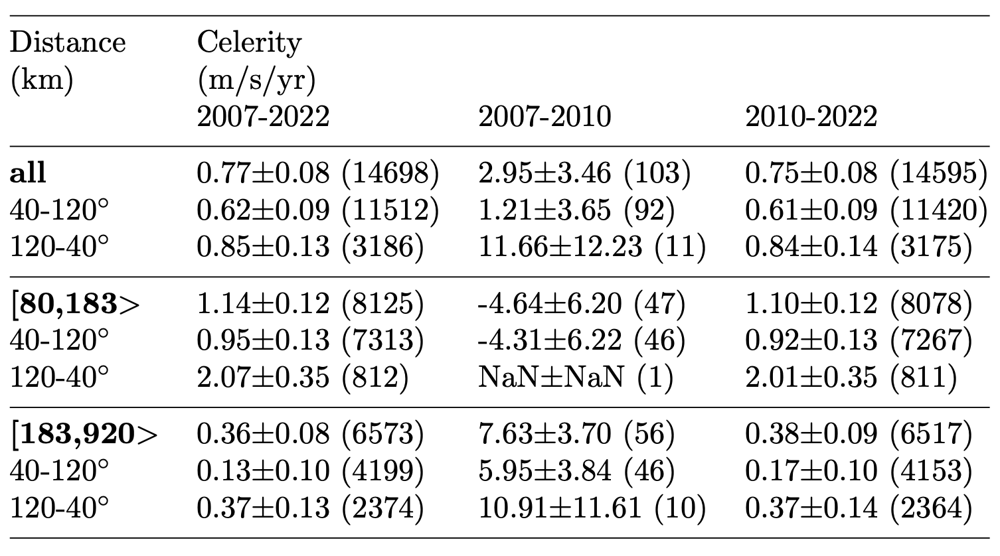 Distance Celerity
(km) (m/s/yr)
2007-2022 2007-2010 2010-2022
all 0.77±0.08 (14698) 2.95±3.46 (103) 0.75±0.08 (14595)
40-120° 0.62±0.09 (11512) 1.21±3.65 (92) 0.61±0.09 (11420)
120-40° 0.85±0.13 (3186) 11.66±12.23 (11) 0.84±0.14 (3175)
[80,183> 1.14±0.12 (8125) -4.64±6.20 (47) 1.10±0.12 (8078)
40-120° 0.95±0.13 (7313) -4.31±6.22 (46) 0.92±0.13 (7267)
120-40° 2.07±0.35 (812) NaN±NaN (1) 2.01±0.35 (811)
[183,920> 0.36±0.08 (6573) 7.63±3.70 (56) 0.38±0.09 (6517)
40-120° 0.13±0.10 (4199) 5.95±3.84 (46) 0.17±0.10 (4153)
120-40° 0.37±0.13 (2374) 10.91±11.61 (10) 0.37±0.14 (2364)